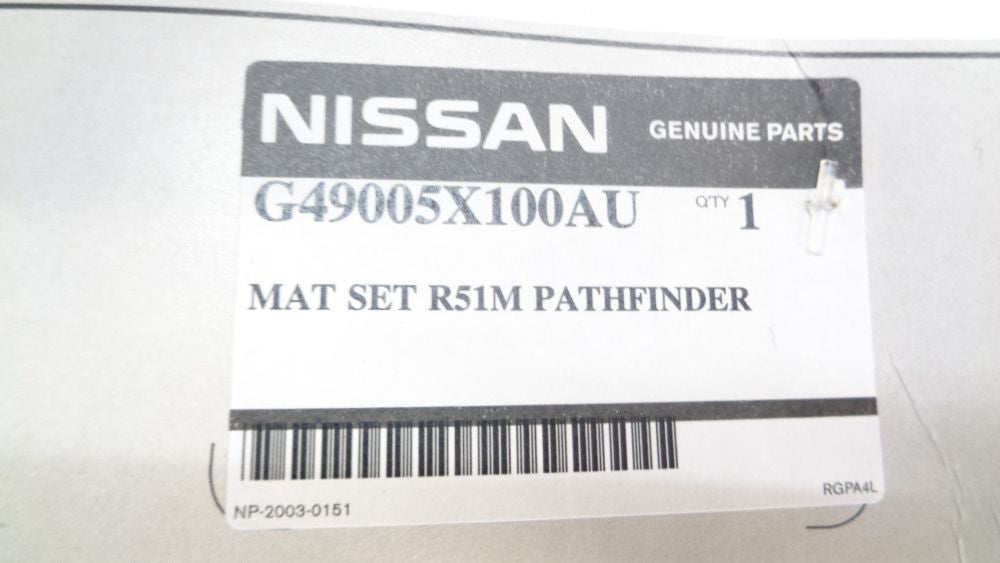 NISSAN GENUINE PARTS
G49005X100AU Q'TY 1
MAT SET R51M PATHFINDER
RGPA4L
NP-2003-0151